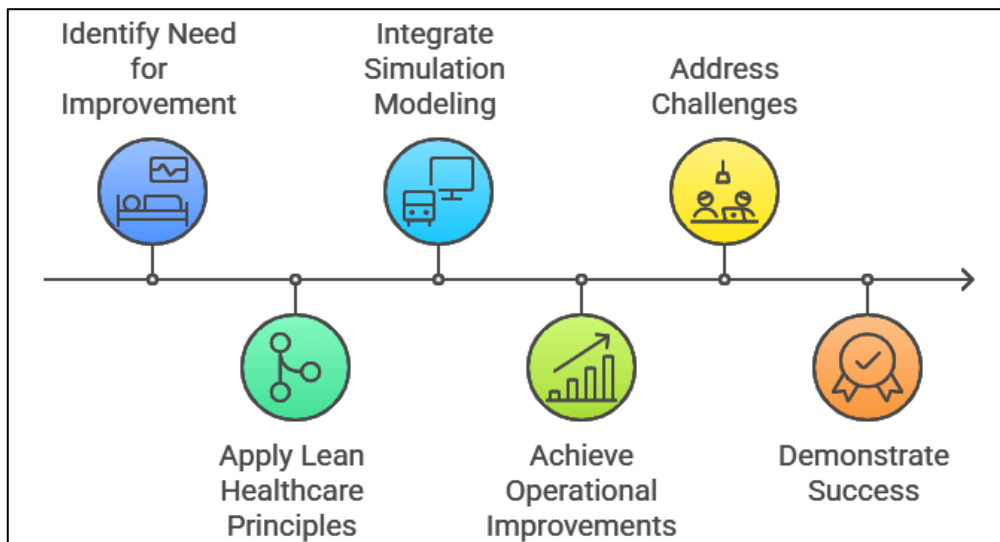 Identify Need
for
Improvement
Integrate
Simulation
Modeling
Address
Challenges
Apply Lean
Healthcare
Principles
Achieve
Operational
Improvements
Demonstrate
Success